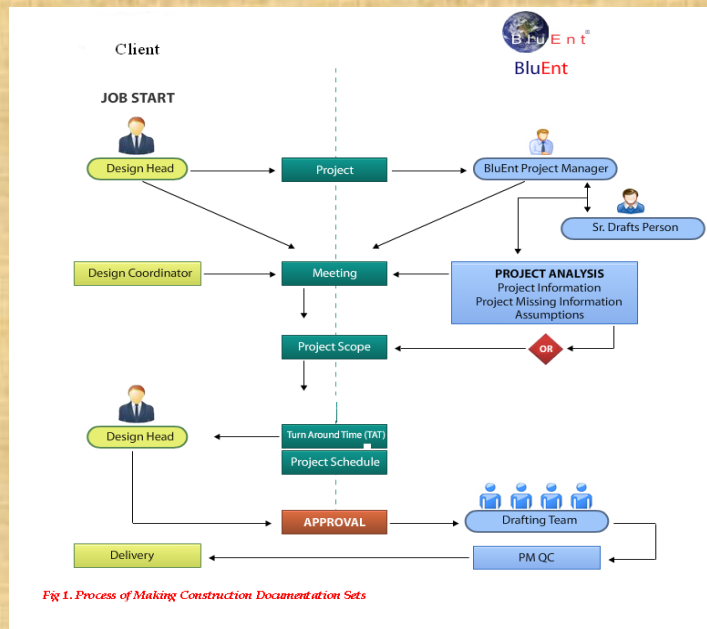 Client
BluEnt®
BluEnt
JOB START
Design Head
Project
BluEnt Project Manager
Sr. Drafts Person
Design Coordinator
Meeting
PROJECT ANALYSIS
Project Information
Project Missing Information
Assumptions
Project Scope
OR
Design Head
Turn Around Time (TAT)
Project Schedule
APPROVAL
Drafting Team
Delivery
PM QC
Fig 1. Process of Making Construction Documentation Sets